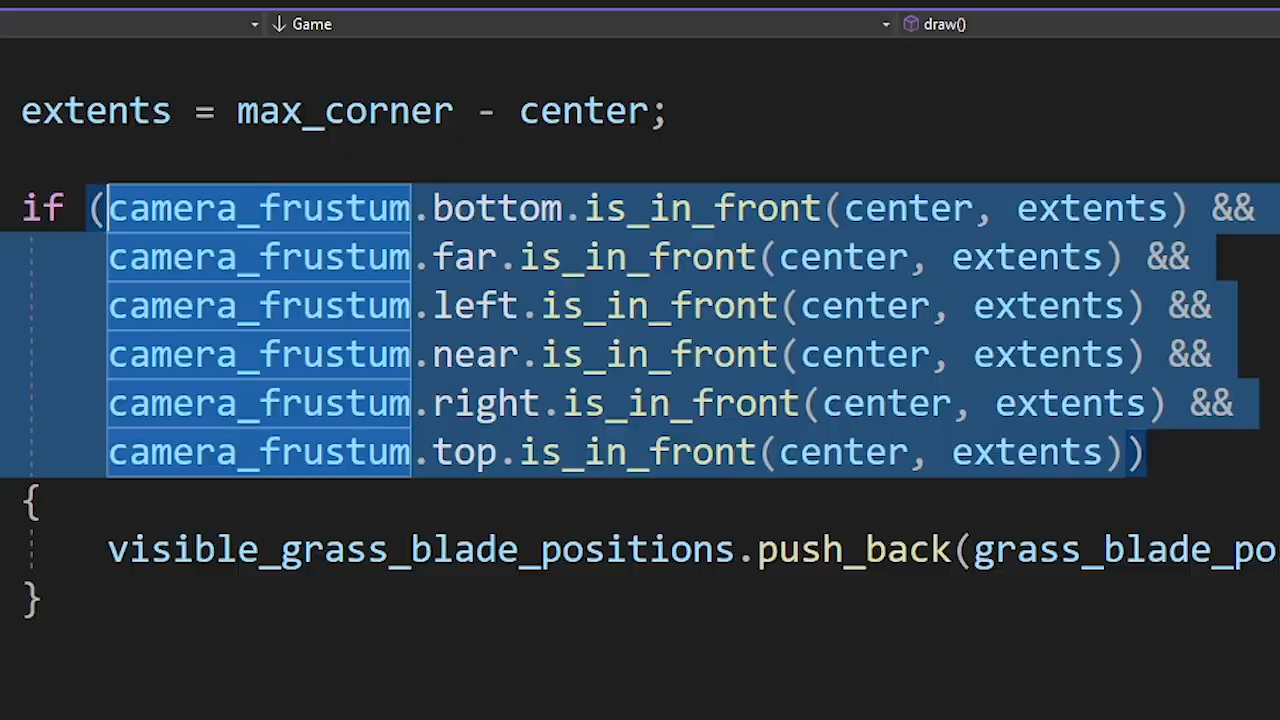 Game
draw()
extents = max_corner - center;
if (camera_frustum.bottom.is_in_front(center, extents) &&
camera_frustum.far.is_in_front(center, extents) &&
camera_frustum.left.is_in_front(center, extents) &&
camera_frustum.near.is_in_front(center, extents) &&
camera_frustum.right.is_in_front(center, extents) &&
camera_frustum.top.is_in_front(center, extents))
{
visible_grass_blade_positions.push_back(grass_blade_po
}